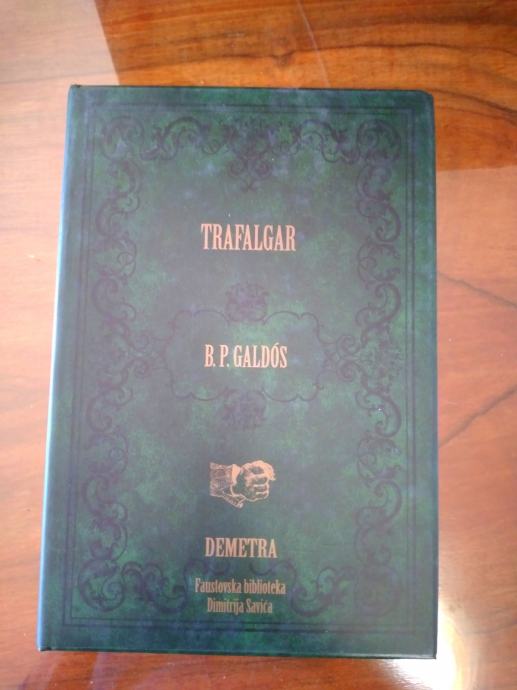 TRAFALGAR
B. P. GALDÓS
DEMETRA
Faustovska biblioteka
Dimitrija Savića